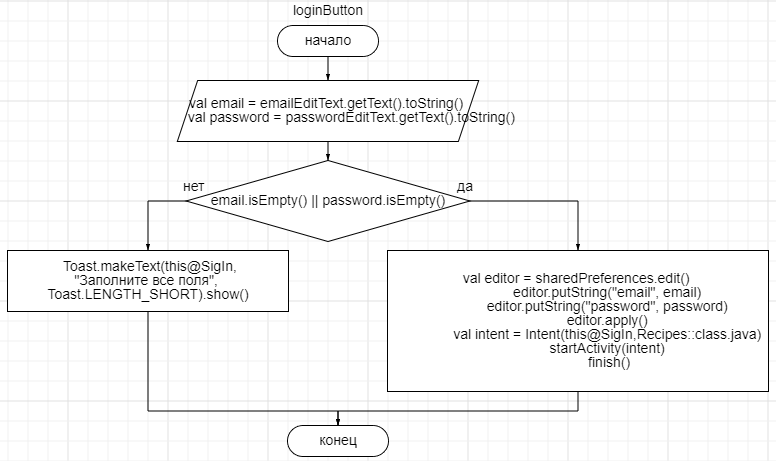 loginButton
начало
val email = emailEditText.getText().toString()
val password = passwordEditText.getText().toString()
нет
да
email.isEmpty() || password.isEmpty()
Toast.makeText(this@SigIn,
"Заполните все поля",
Toast.LENGTH_SHORT).show()
val editor = sharedPreferences.edit()
editor.putString("email", email)
editor.putString("password", password)
editor.apply()
val intent = Intent(this@SigIn,Recipes::class.java)
startActivity(intent)
finish()
конец